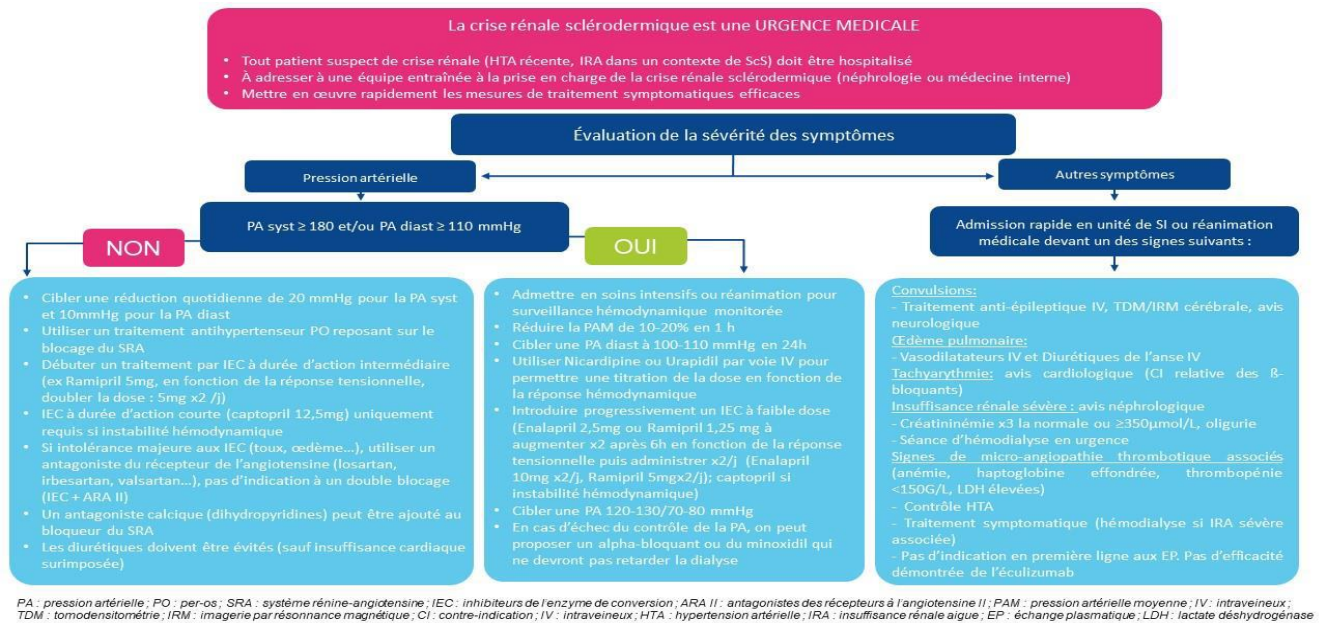 La crise rénale sclérodermique est une URGENCE MEDICALE
• Tout patient suspect de crise rénale (HTA récente, IRA dans un contexte de ScS) doit être hospitalisé
• À adresser à une équipe entraînée à la prise en charge de la crise rénale sclérodermique (néphrologie ou médecine interne)
• Mettre en œuvre rapidement les mesures de traitement symptomatiques efficaces
Évaluation de la sévérité des symptômes
Pression artérielle
Autres symptômes
PA syst ≥ 180 et/ou PA diast ≥ 110 mmHg
NON
OUI
Admission rapide en unité de SI ou réanimation
médicale devant un des signes suivants :
• Cibler une réduction quotidienne de 20 mmHg pour la PA syst
et 10mmHg pour la PA diast
• Utiliser un traitement antihypertenseur PO reposant sur le
blocage du SRA
• Débuter un traitement par IEC à durée d'action intermédiaire
(ex Ramipril 5mg, en fonction de la réponse tensionnelle,
doubler la dose : 5mg x2 /j)
• IEC à durée d'action courte (captopril 12,5mg) uniquement
requis si instabilité hémodynamique
• Si intolérance majeure aux IEC (toux, œdème...), utiliser un
antagoniste du récepteur de l'angiotensine (losartan,
irbesartan, valsartan...), pas d'indication à un double blocage
(IEC + ARA II)
• Un antagoniste calcique (dihydropyridines) peut être ajouté au
bloqueur du SRA
• Les diurétiques doivent être évités (sauf insuffisance cardiaque
surimposée)
• Admettre en soins intensifs ou réanimation pour
surveillance hémodynamique monitorée
• Réduire la PAM de 10-20% en 1 h
• Cibler une PA diast à 100-110 mmHg en 24h
• Utiliser Nicardipine ou Urapidil par voie IV pour
permettre une titration de la dose en fonction de
la réponse hémodynamique
• Introduire progressivement un IEC à faible dose
(Enalapril 2,5mg ou Ramipril 1,25 mg à
augmenter x2 après 6h en fonction de la réponse
tensionnelle puis administrer x2/j (Enalapril
10mg x2/j, Ramipril 5mgx2/j); captopril si
instabilité hémodynamique)
• Cibler une PA 120-130/70-80 mmHg
• En cas d'échec du contrôle de la PA, on peut
proposer un alpha-bloquant ou du minoxidil qui
ne devront pas retarder la dialyse
Convulsions:
- Traitement anti-épileptique IV, TDM/IRM cérébrale, avis
neurologique
Œdème pulmonaire:
- Vasodilatateurs IV et Diurétiques de l'anse IV
Tachyarythmie: avis cardiologique (CI relative des ß-
bloquants)
Insuffisance rénale sévère : avis néphrologique
- Créatininémie x3 la normale ou ≥350µmol/L, oligurie
- Séance d'hémodialyse en urgence
Signes de micro-angiopathie thrombotique associés
(anémie, haptoglobine effondrée, thrombopénie
<150G/L, LDH élevées)
- Contrôle HTA
- Traitement symptomatique (hémodialyse si IRA sévère
associée)
- Pas d'indication en première ligne aux EP. Pas d'efficacité
démontrée de l'éculizumab
PA : pression artérielle ; PO : per-os ; SRA : système rénine-angiotensine ; IEC : inhibiteurs de l'enzyme de conversion ; ARA II : antagonistes des récepteurs à l'angiotensine II ; PAM : pression artérielle moyenne ; IV : intraveineux ;
TDM : tomodensitométrie ; IRM : imagerie par résonnance magnétique ; CI : contre-indication ; IV : intraveineux ; HTA : hypertension artérielle ; IRA : insuffisance rénale aigue ; EP : échange plasmatique ; LDH : lactate déshydrogénase